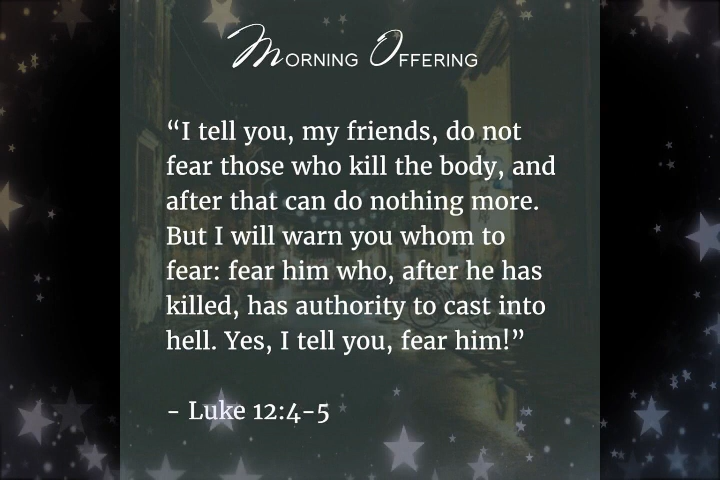 Morning Offering
“I tell you, my friends, do not
fear those who kill the body, and
after that can do nothing more.
But I will warn you whom to
fear: fear him who, after he has
killed, has authority to cast into
hell. Yes, I tell you, fear him!”
- Luke 12:4-5